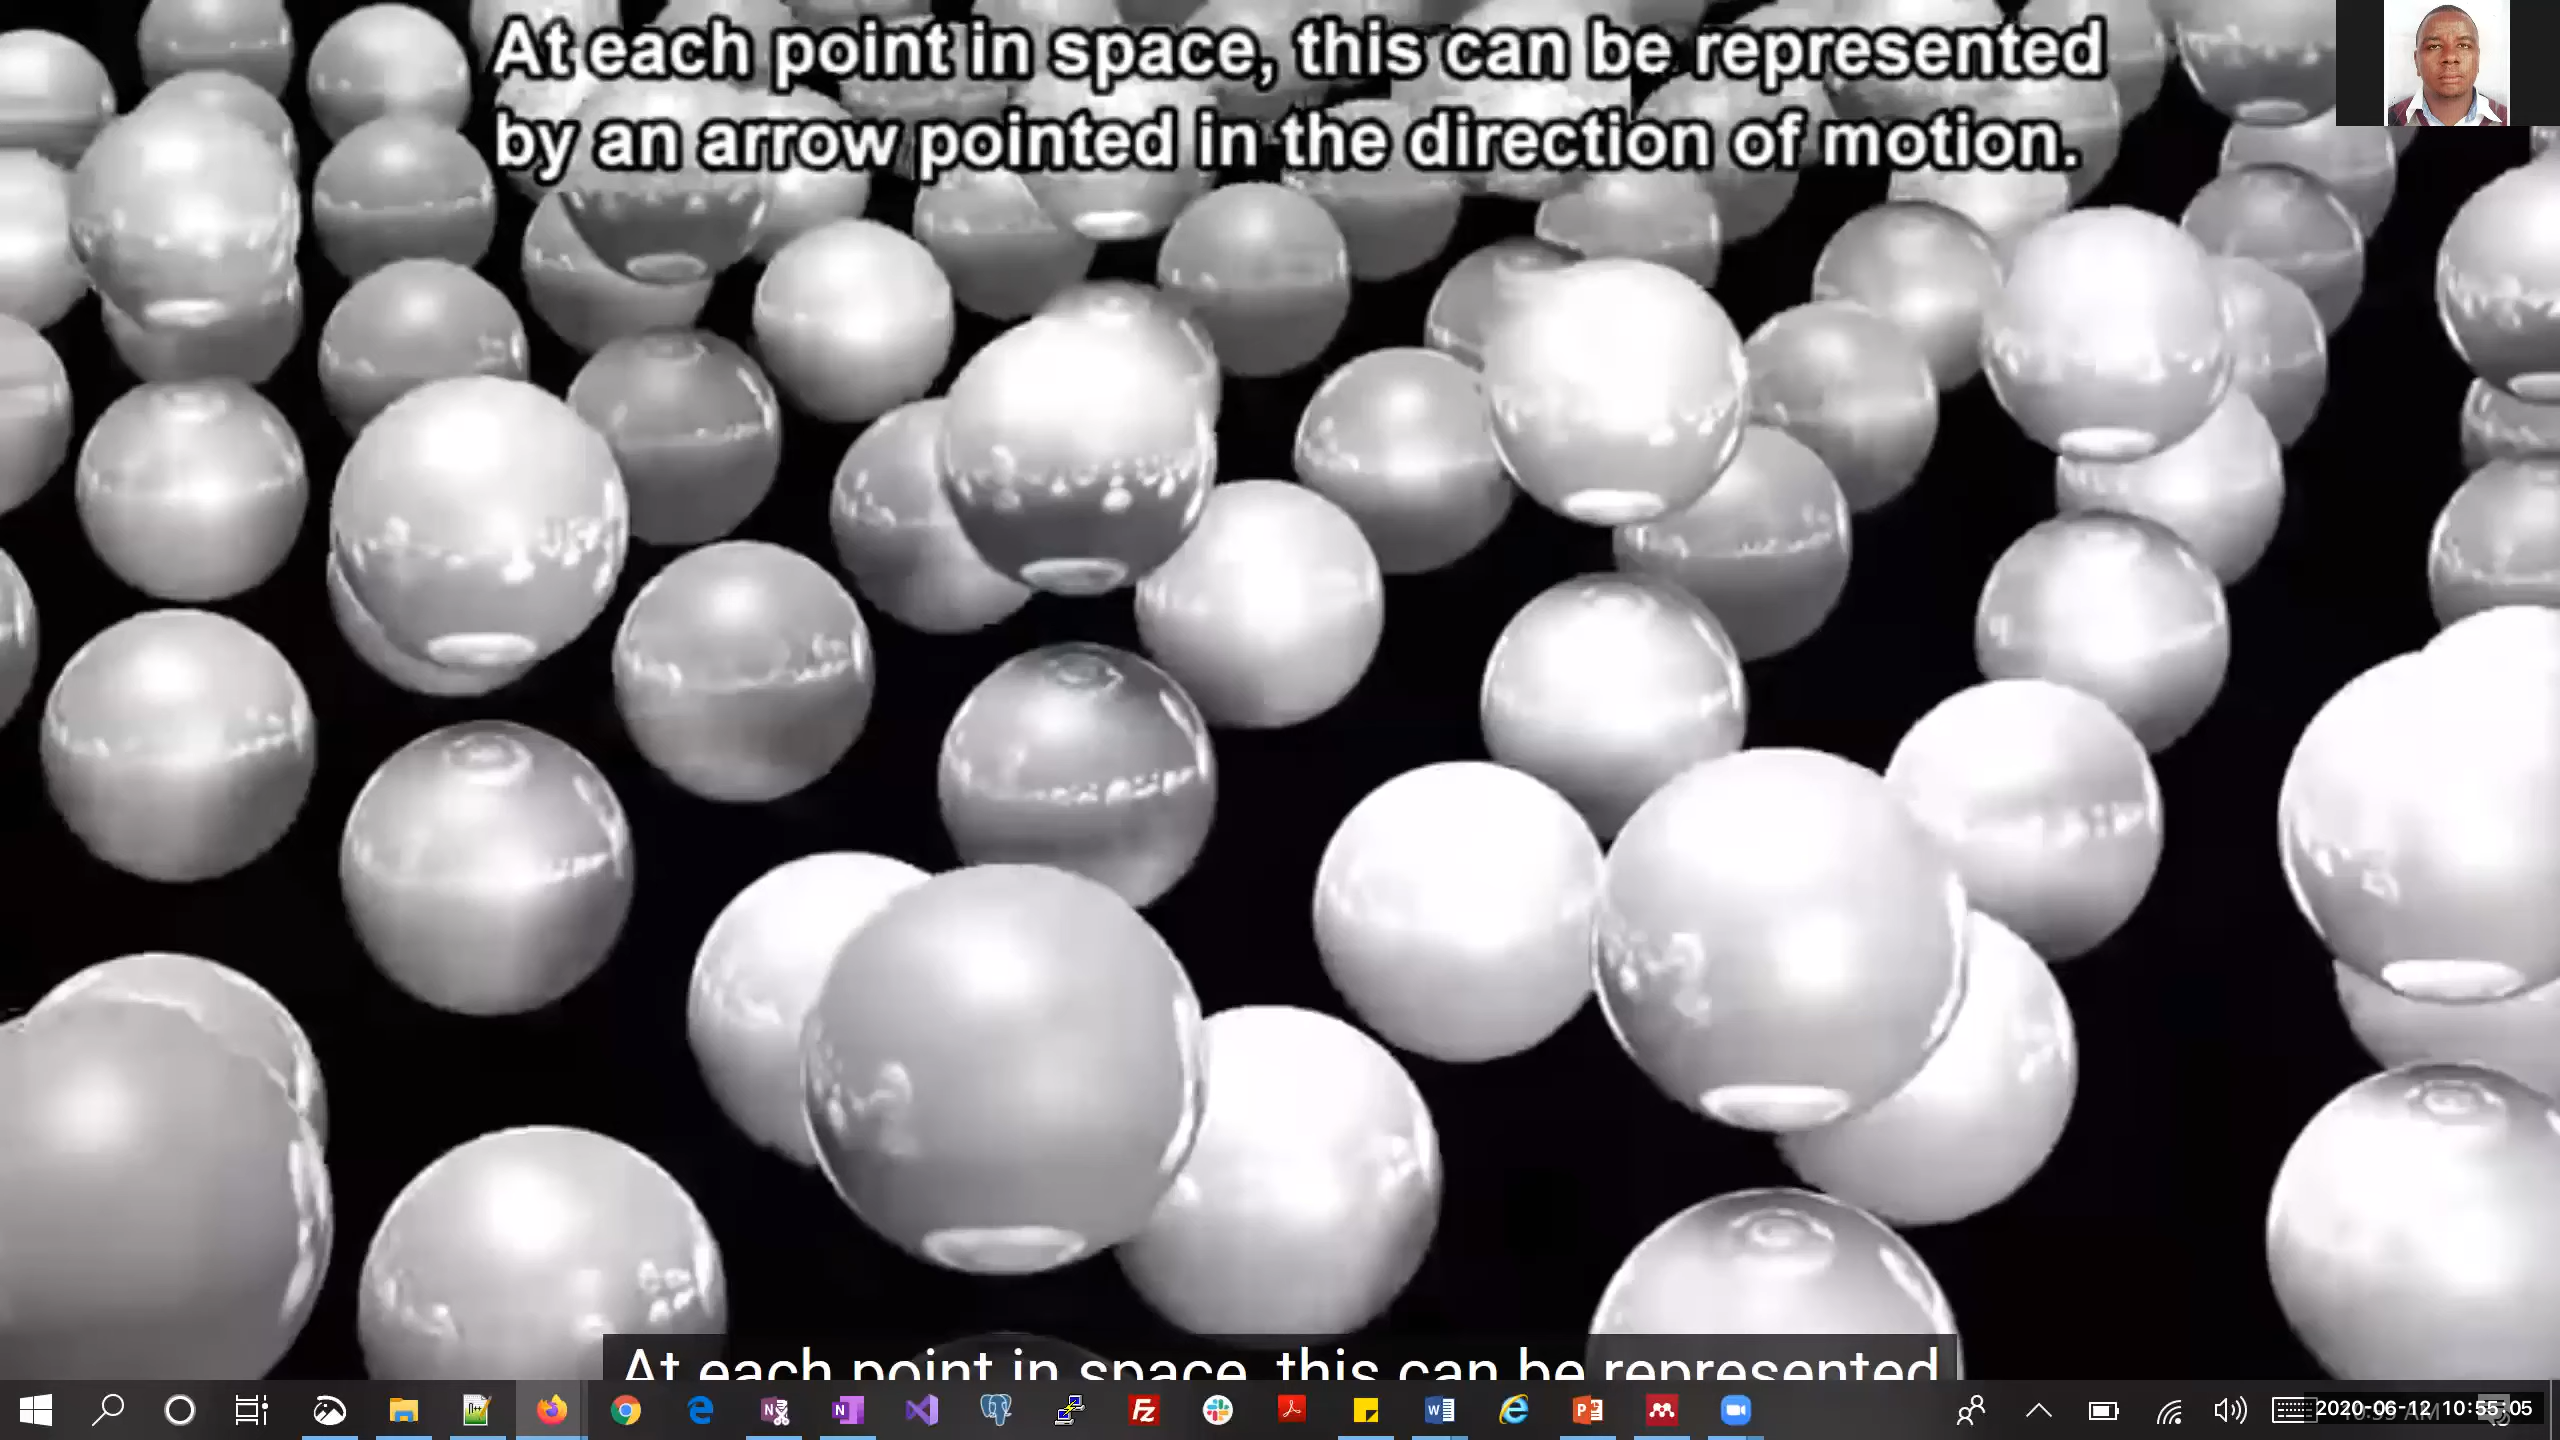 At each point in space, this can be represented
by an arrow pointed in the direction of motion.
At each point in space, this can be represented
2020-06-12 10:55:05